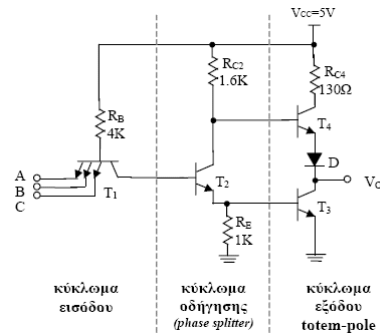 Vcc=5V
RC2
1.6K
RC4
130Ω
RB
4K
T4
A
B
C
T1
T2
D
Vo
T3
RE
1K
κύκλωμα
εισόδου
κύκλωμα
οδήγησης
(phase splitter)
κύκλωμα
εξόδου
totem-pole